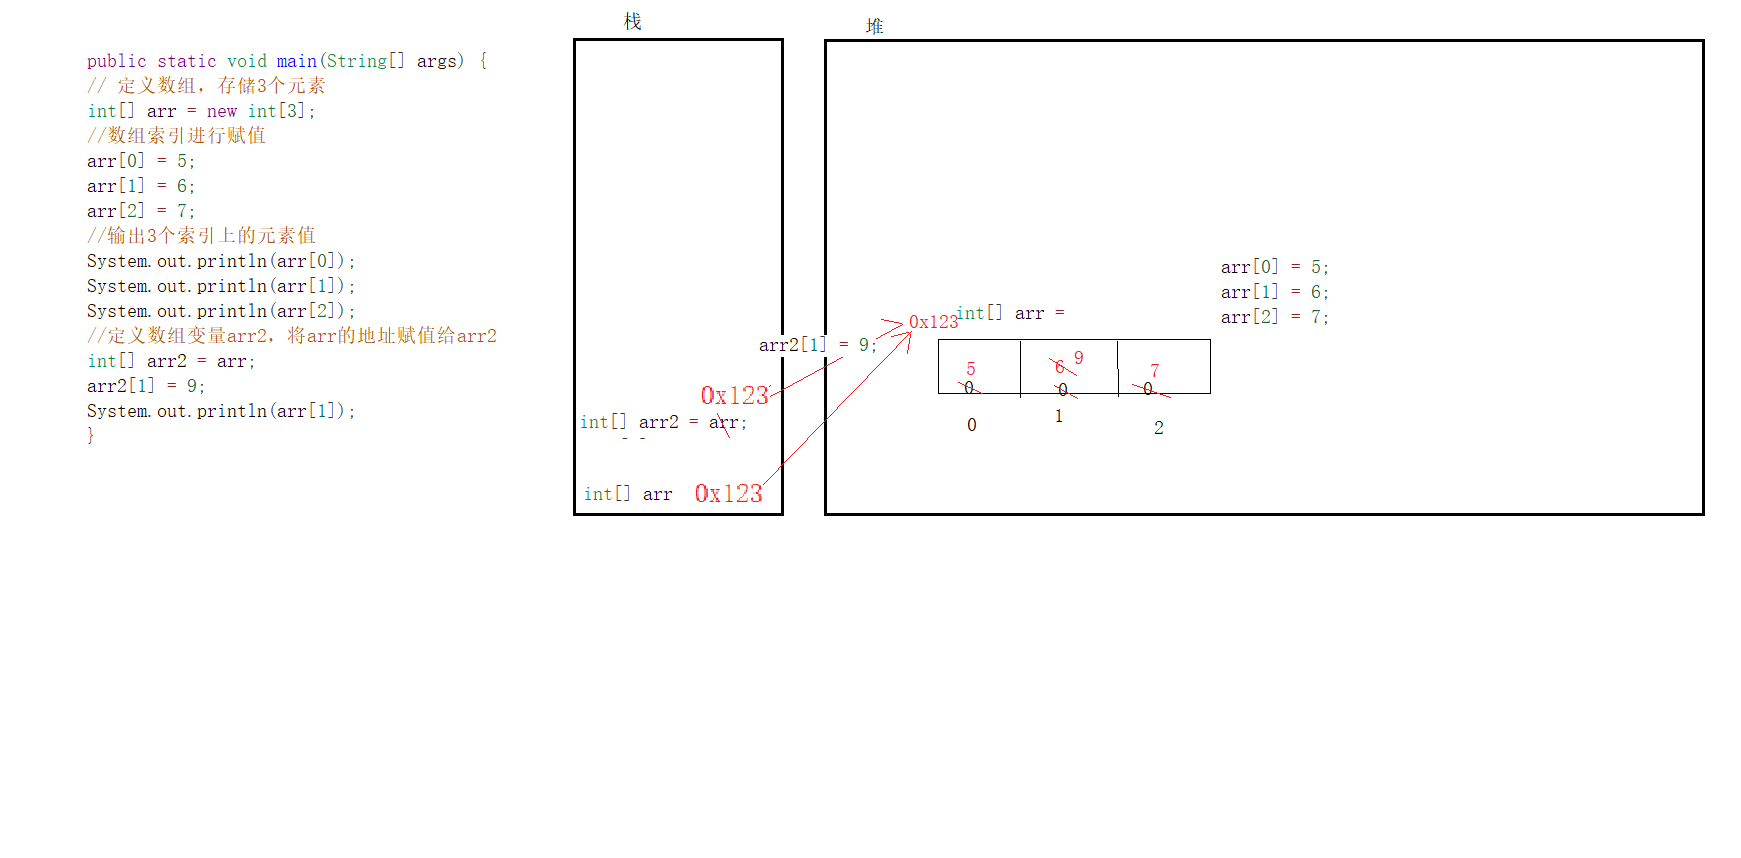 栈
堆
public static void main(String[] args) {
// 定义数组，存储3个元素
int[] arr = new int[3];
//数组索引进行赋值
arr[0] = 5;
arr[1] = 6;
arr[2] = 7;
//输出3个索引上的元素值
System.out.println(arr[0]);
System.out.println(arr[1]);
System.out.println(arr[2]);
//定义数组变量arr2，将arr的地址赋值给arr2
int[] arr2 = arr;
arr2[1] = 9;
System.out.println(arr[1]);
}
arr2[1] = 9;
0x123
int[] arr2 = arr;
int[] arr 0x123
0x123
int[] arr =
arr[0] = 5;
arr[1] = 6;
arr[2] = 7;
5 6 9 7
0 0 0
0 1 2